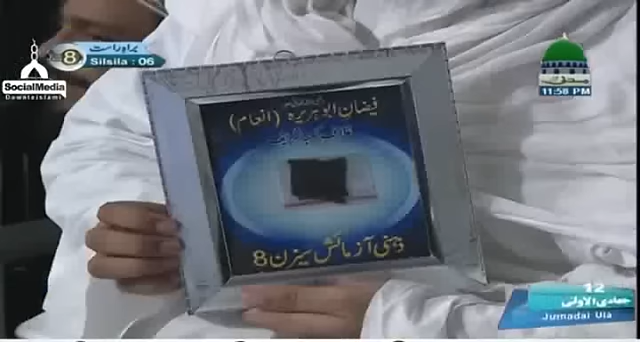 براہ راست
8
Silsila : 06
SocialMedia
DawateIslami
مدنی
11:58 PM
فیضان ابوہریرہ (انعام)
ذہنی آزمائش سیزن 8
12
جمادی الاولیٰ
Jumadal Ula